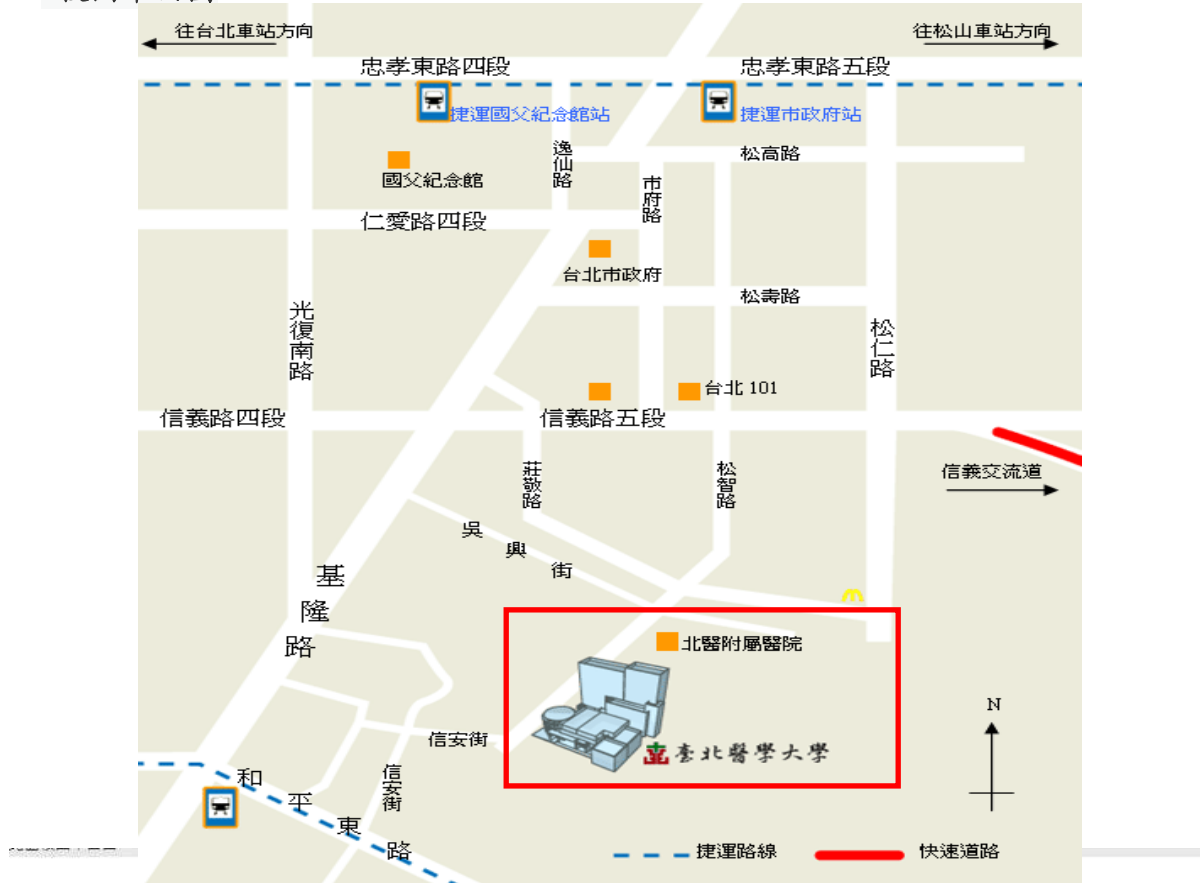 往台北車站方向
往松山車站方向
忠孝東路四段
忠孝東路五段
捷運國父紀念館站
捷運市政府站
逸仙路
松高路
國父紀念館
市府路
仁愛路四段
台北市政府
松壽路
光復南路
松仁路
台北 101
信義路四段
信義路五段
莊敬路
松智路
信義交流道
吳興街
基隆路
北醫附屬醫院
N
信安街
臺北醫學大學
信安街
和平東路
捷運路線
快速道路